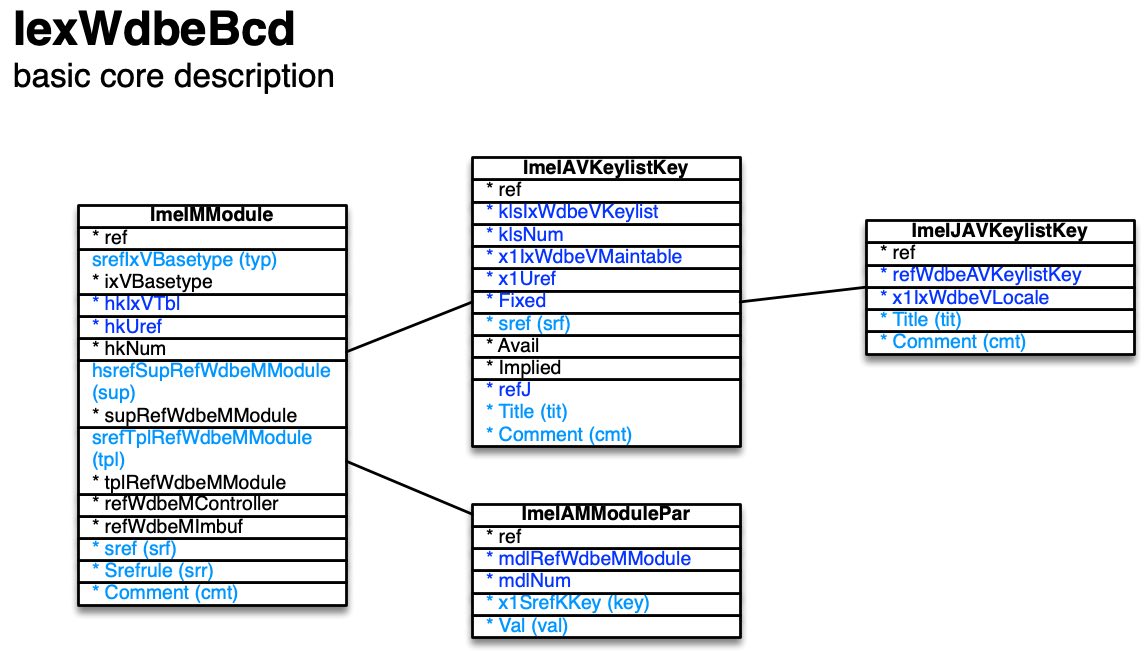 IexWdbeBcd
basic core description
ImeIMModule
* ref
srefIxVBasetype (typ)
* ixVBasetype
* hkIxVTbl
* hkUref
* hkNum
hsrefSupRefWdbeMModule
(sup)
* supRefWdbeMModule
srefTplRefWdbeMModule
(tpl)
* tplRefWdbeMModule
* refWdbeMController
* refWdbeMImbuf
* sref (srf)
* Srefrule (srr)
* Comment (cmt)
ImeIAVKeylistKey
* ref
* klsIxWdbeVKeylist
* klsNum
* x1IxWdbeVMaintable
* x1Uref
* Fixed
* sref (srf)
* Avail
* Implied
* refJ
* Title (tit)
* Comment (cmt)
ImeIAMModulePar
* ref
* mdlRefWdbeMModule
* mdlNum
* x1SrefKKey (key)
* Val (val)
ImeIJAVKeylistKey
* ref
* refWdbeAVKeylistKey
* x1IxWdbeVLocale
* Title (tit)
* Comment (cmt)